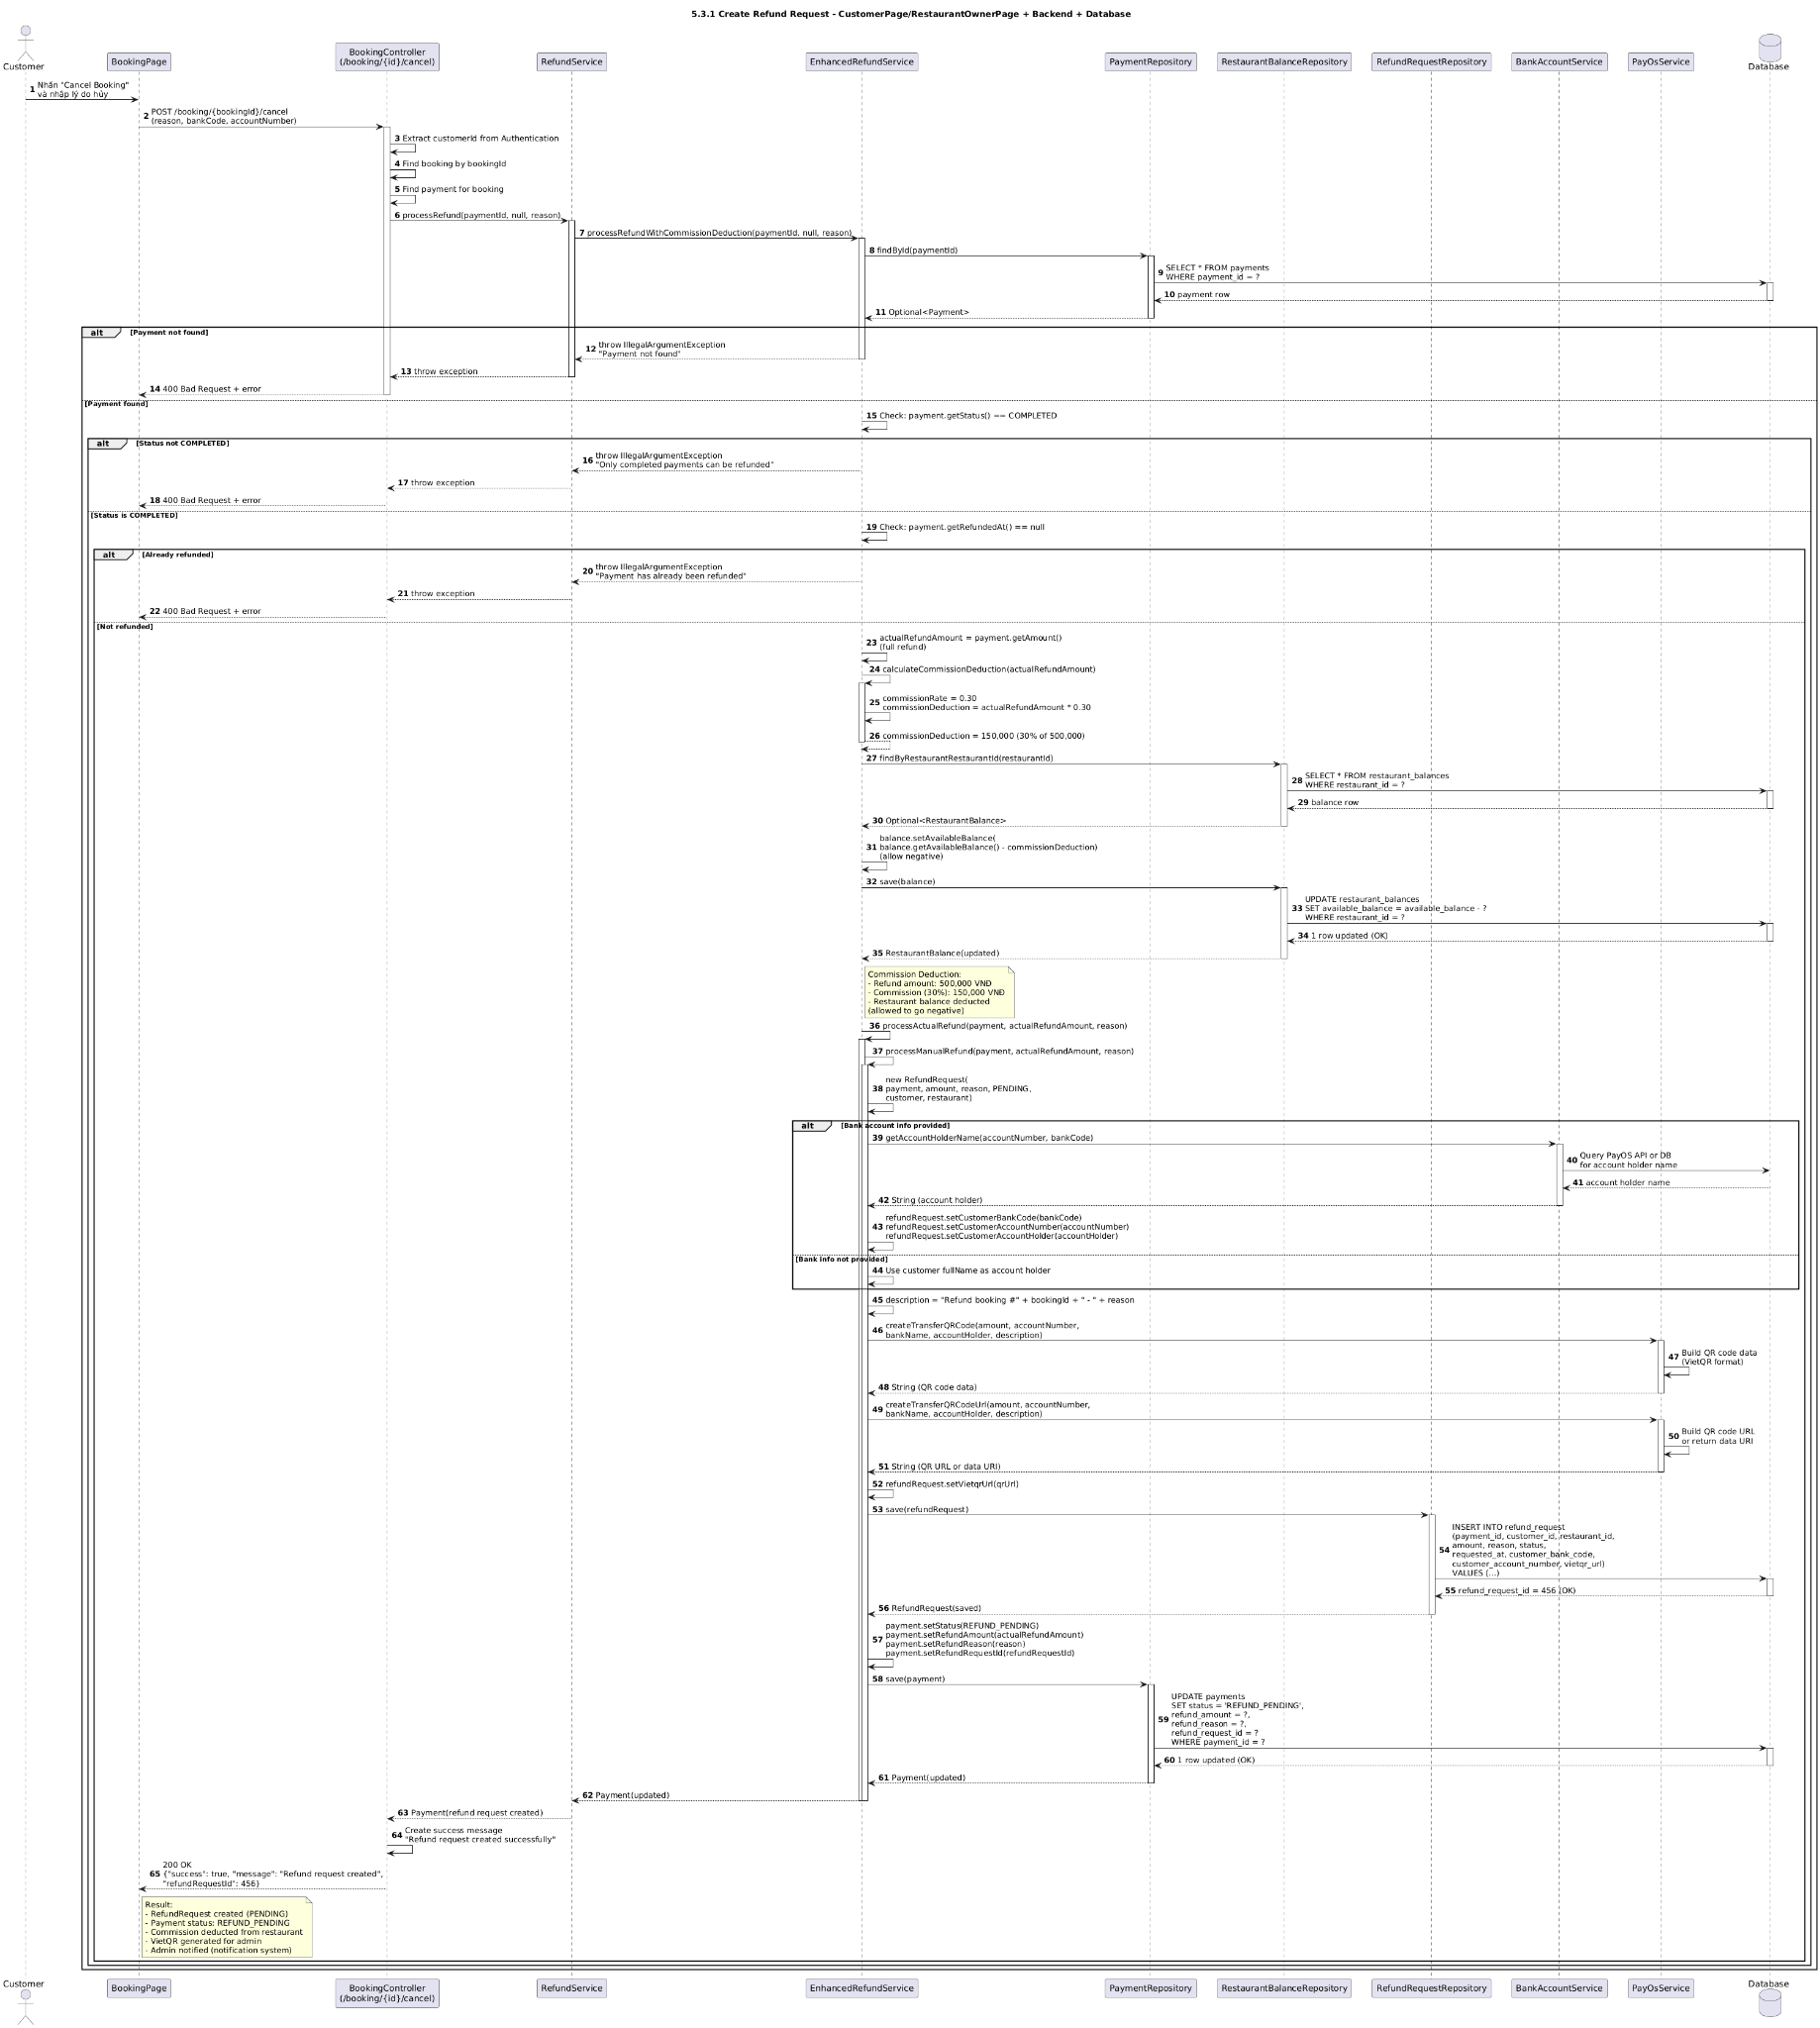 5.3.1 Create Refund Request - CustomerPage/RestaurantOwnerPage + Backend + Database
Customer
BookingPage
BookingController
(/booking/{id}/cancel)
RefundService
EnhancedRefundService
PaymentRepository
RestaurantBalanceRepository
RefundRequestRepository
BankAccountService
PayOsService
Database
1 Nhấn "Cancel Booking"
và nhập lý do hủy
2 POST /booking/{bookingId}/cancel
(reason, bankCode, accountNumber)
3 Extract customerId from Authentication
4 Find booking by bookingId
5 Find payment for booking
6 processRefund(paymentId, null, reason)
7 processRefundWithCommissionDeduction(paymentId, null, reason)
8 findById(paymentId)
9 SELECT * FROM payments
WHERE payment_id = ?
10 payment row
11 Optional<Payment>
alt [Payment not found]
12 throw IllegalArgumentException
"Payment not found"
13 throw exception
14 400 Bad Request + error
[Payment found]
15 Check: payment.getStatus() == COMPLETED
alt [Status not COMPLETED]
16 throw IllegalArgumentException
"Only completed payments can be refunded"
17 throw exception
18 400 Bad Request + error
[Status is COMPLETED]
19 Check: payment.getRefundedAt() == null
alt [Already refunded]
20 throw IllegalArgumentException
"Payment has already been refunded"
21 throw exception
22 400 Bad Request + error
[Not refunded]
23 actualRefundAmount = payment.getAmount()
(full refund)
24 calculateCommissionDeduction(actualRefundAmount)
25 commissionRate = 0.30
commissionDeduction = actualRefundAmount * 0.30
26 commissionDeduction = 150,000 (30% of 500,000)
27 findByRestaurantRestaurantId(restaurantId)
28 SELECT * FROM restaurant_balances
WHERE restaurant_id = ?
29 balance row
30 Optional<RestaurantBalance>
31 balance.setAvailableBalance(
balance.getAvailableBalance() - commissionDeduction)
(allow negative)
32 save(balance)
33 UPDATE restaurant_balances
SET available_balance = available_balance - ?
WHERE restaurant_id = ?
34 1 row updated (OK)
35 RestaurantBalance(updated)
Commission Deduction:
- Refund amount: 500,000 VNĐ
- Commission (30%): 150,000 VNĐ
- Restaurant balance deducted
(allowed to go negative)
36 processActualRefund(payment, actualRefundAmount, reason)
37 processManualRefund(payment, actualRefundAmount, reason)
38 new RefundRequest(
payment, amount, reason, PENDING,
customer, restaurant)
alt [Bank account info provided]
39 getAccountHolderName(accountNumber, bankCode)
40 Query PayOS API or DB
for account holder name
41 account holder name
42 String (account holder)
43 refundRequest.setCustomerBankCode(bankCode)
refundRequest.setCustomerAccountNumber(accountNumber)
refundRequest.setCustomerAccountHolder(accountHolder)
[Bank info not provided]
44 Use customer fullName as account holder
45 description = "Refund booking #" + bookingId + " - " + reason
46 createTransferQRCode(amount, accountNumber,
bankName, accountHolder, description)
47 Build QR code data
(VietQR format)
48 String (QR code data)
49 createTransferQRCodeUrl(amount, accountNumber,
bankName, accountHolder, description)
50 Build QR code URL
or return data URI
51 String (QR URL or data URI)
52 refundRequest.setVietqrUrl(qrUrl)
53 save(refundRequest)
54 INSERT INTO refund_request
(payment_id, customer_id, restaurant_id,
amount, reason, status,
requested_at, customer_bank_code,
customer_account_number, vietqr_url)
VALUES (...)
55 refund_request_id = 456 (OK)
56 RefundRequest(saved)
57 payment.setStatus(REFUND_PENDING)
payment.setRefundAmount(actualRefundAmount)
payment.setRefundReason(reason)
payment.setRefundRequestId(refundRequestId)
58 save(payment)
59 UPDATE payments
SET status = 'REFUND_PENDING',
refund_amount = ?,
refund_reason = ?,
refund_request_id = ?
WHERE payment_id = ?
60 1 row updated (OK)
61 Payment(updated)
62 Payment(updated)
63 Payment(refund request created)
64 Create success message
"Refund request created successfully"
65 200 OK
{"success": true, "message": "Refund request created",
"refundRequestId": 456}
Result:
- RefundRequest created (PENDING)
- Payment status: REFUND_PENDING
- Commission deducted from restaurant
- VietQR generated for admin
- Admin notified (notification system)
Customer
BookingPage
BookingController
(/booking/{id}/cancel)
RefundService
EnhancedRefundService
PaymentRepository
RestaurantBalanceRepository
RefundRequestRepository
BankAccountService
PayOsService
Database